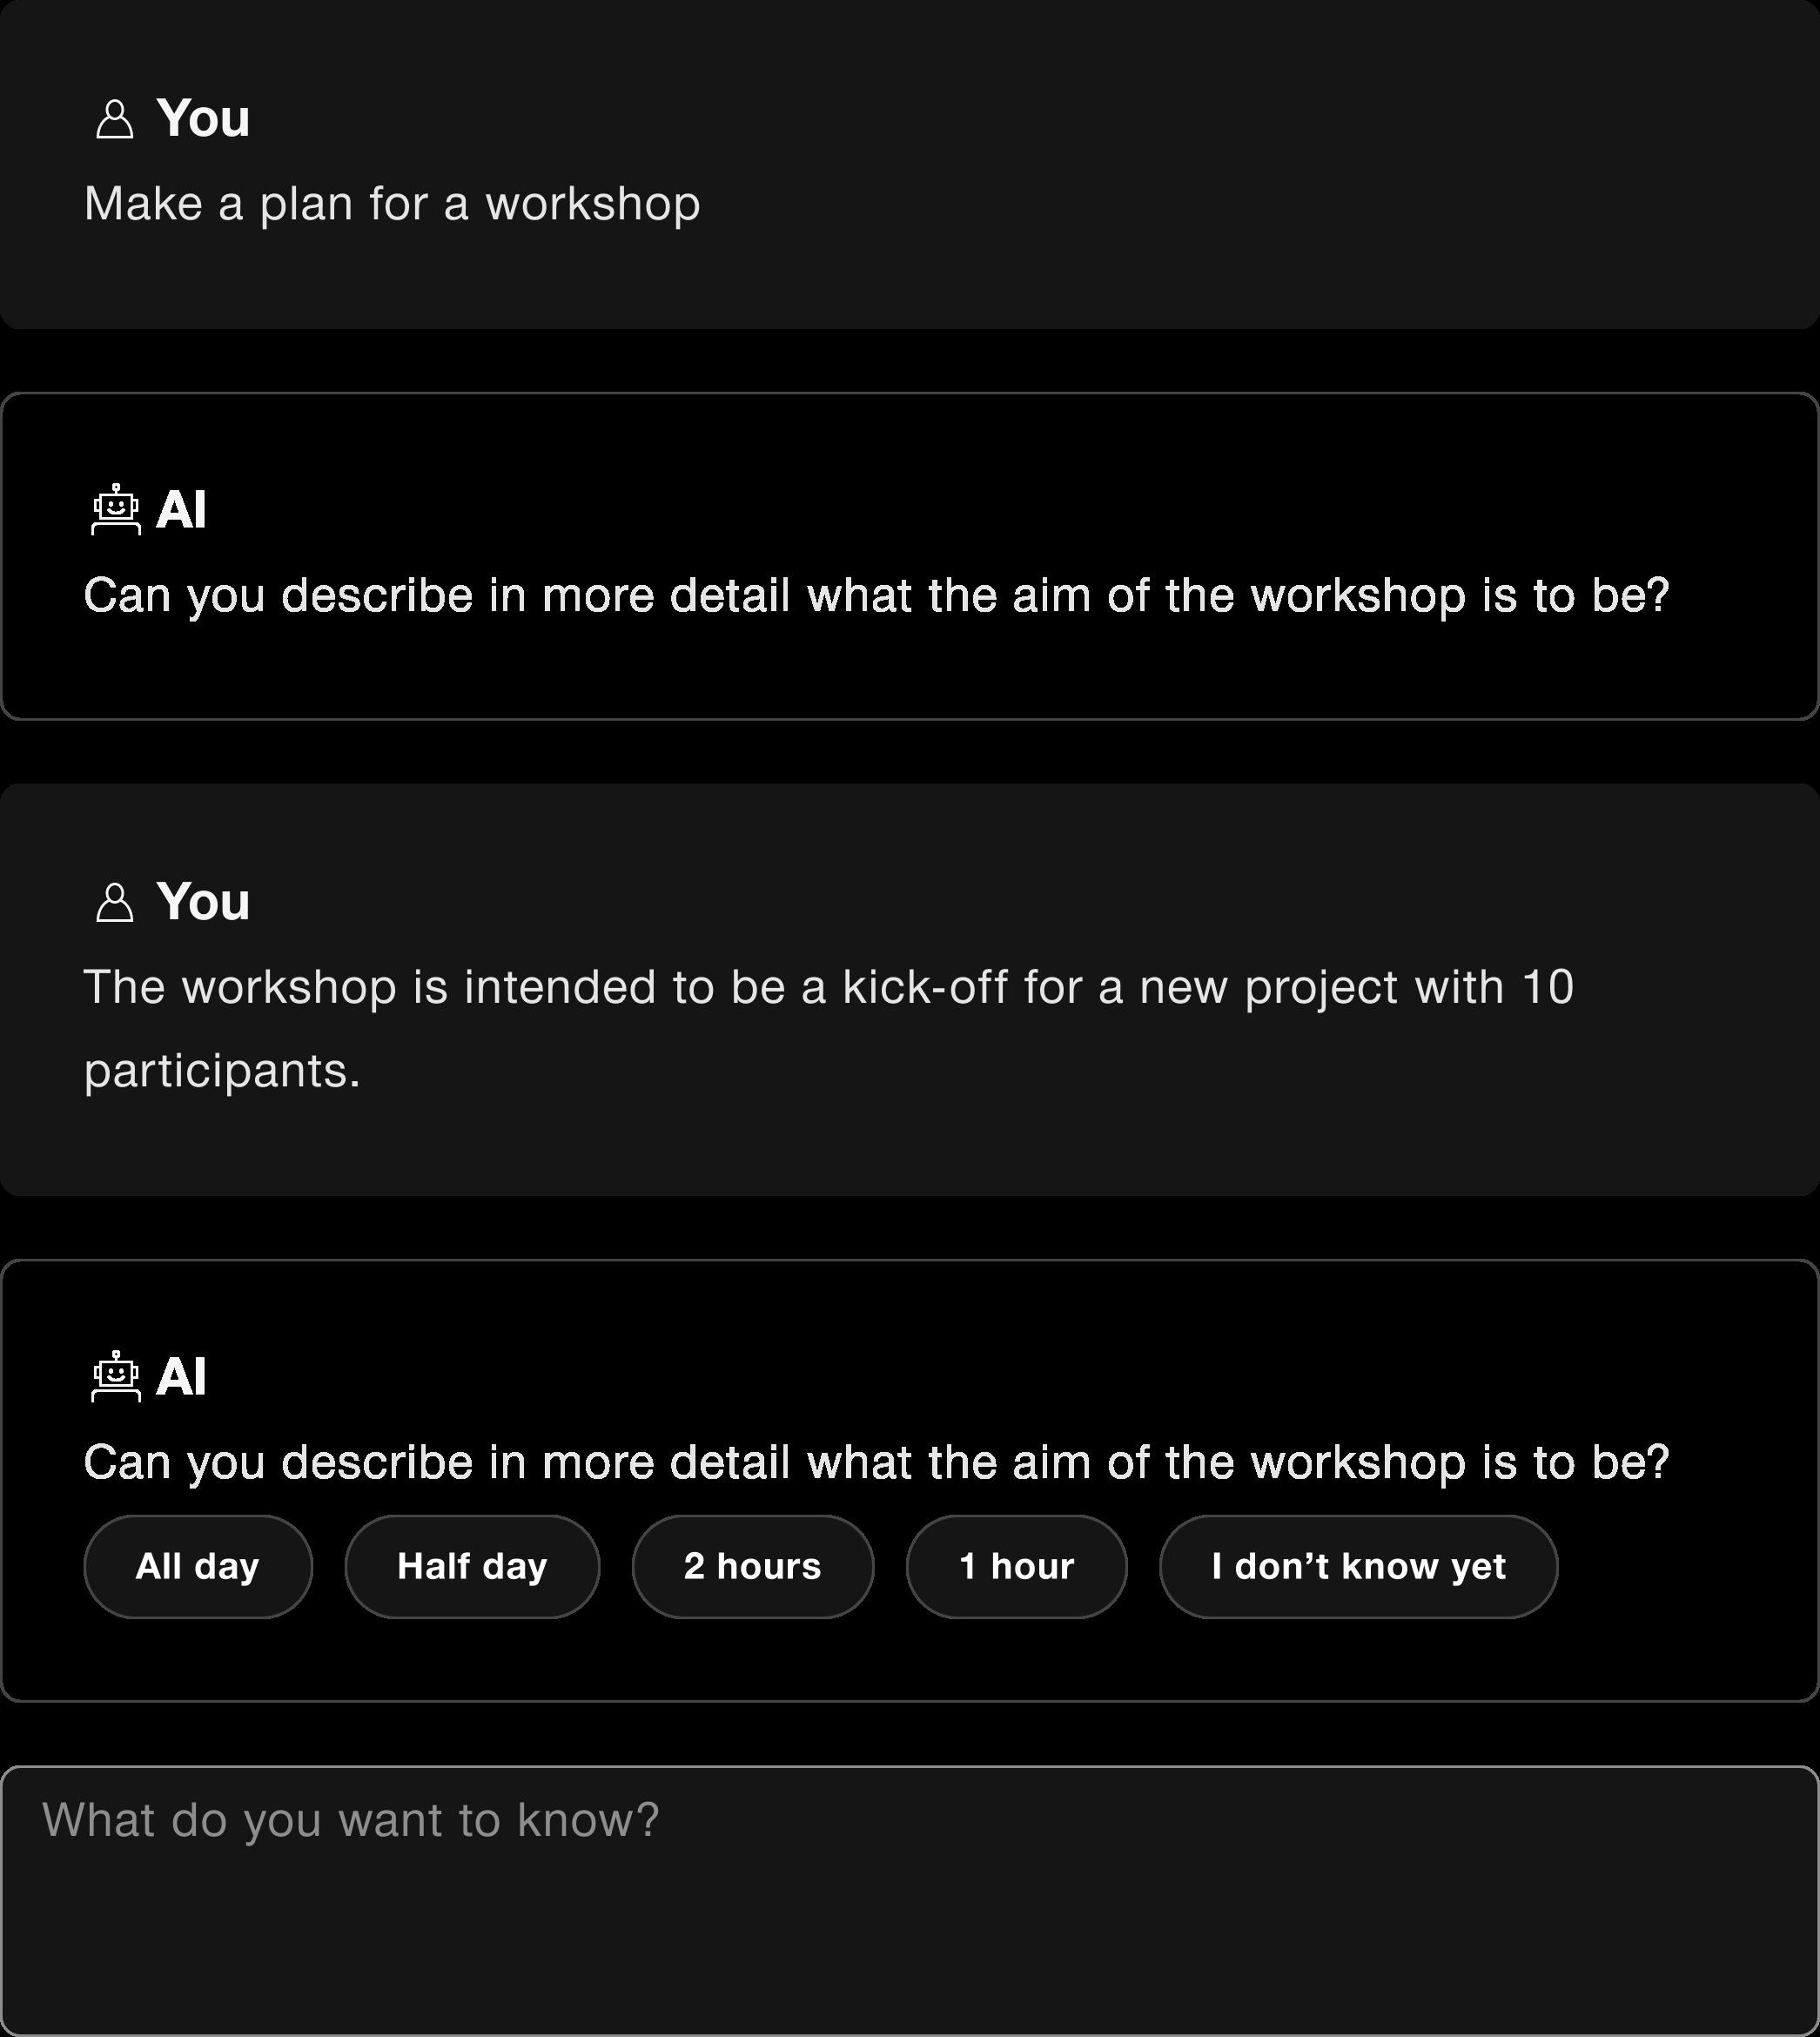 You
Make a plan for a workshop
AI
Can you describe in more detail what the aim of the workshop is to be?
You
The workshop is intended to be a kick-off for a new project with 10
participants.
AI
Can you describe in more detail what the aim of the workshop is to be?
All day Half day 2 hours 1 hour I don’t know yet
What do you want to know?